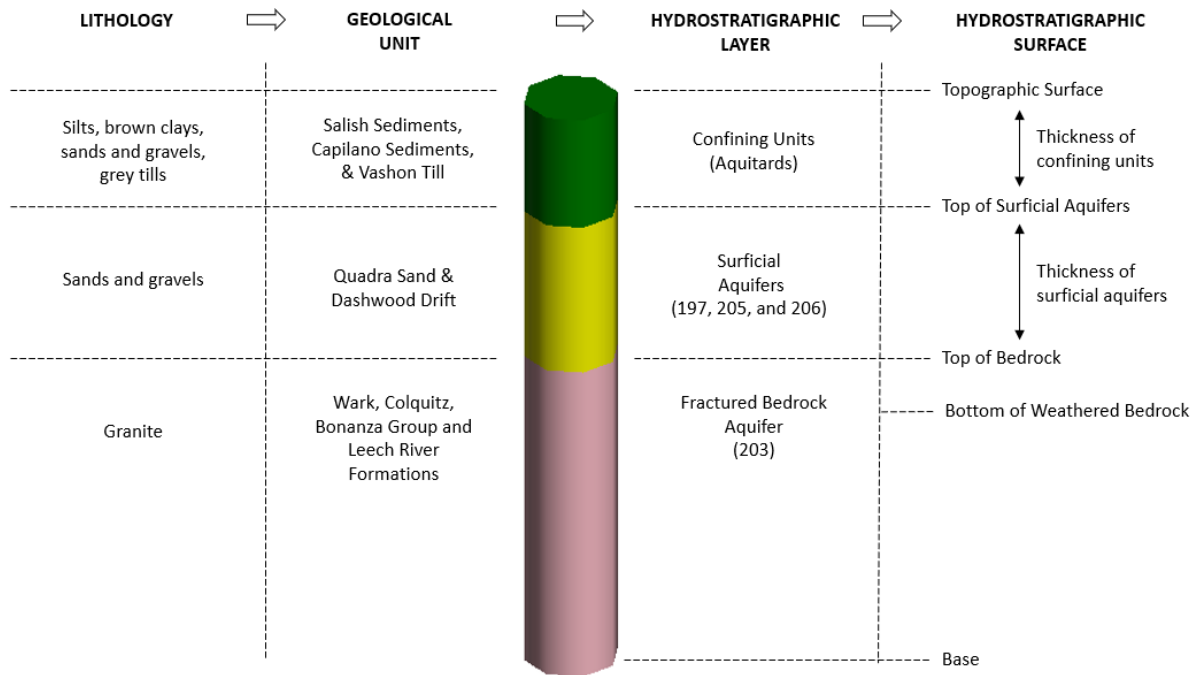 LITHOLOGY
GEOLOGICAL
UNIT
HYDROSTRATIGRAPHIC
LAYER
HYDROSTRATIGRAPHIC
SURFACE
Topographic Surface
Silts, brown clays,
sands and gravels,
grey tills
Salish Sediments,
Capilano Sediments,
& Vashon Till
Confining Units
(Aquitards)
Thickness of
confining units
Top of Surficial Aquifers
Sands and gravels
Quadra Sand &
Dashwood Drift
Surficial
Aquifers
(197, 205, and 206)
Thickness of
surficial aquifers
Top of Bedrock
Granite
Wark, Colquitz,
Bonanza Group and
Leech River
Formations
Fractured Bedrock
Aquifer
(203)
Bottom of Weathered Bedrock
Base